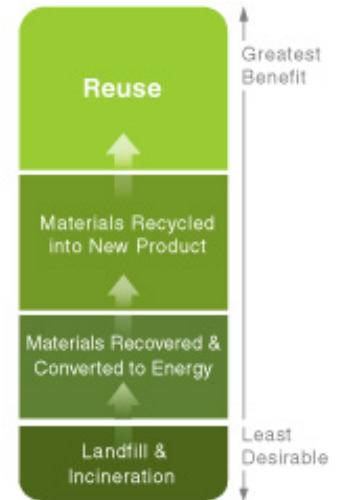 Reuse
Greatest
Benefit
Materials Recycled
into New Product
Materials Recovered &
Converted to Energy
Landfill &
Incineration
Least
Desirable